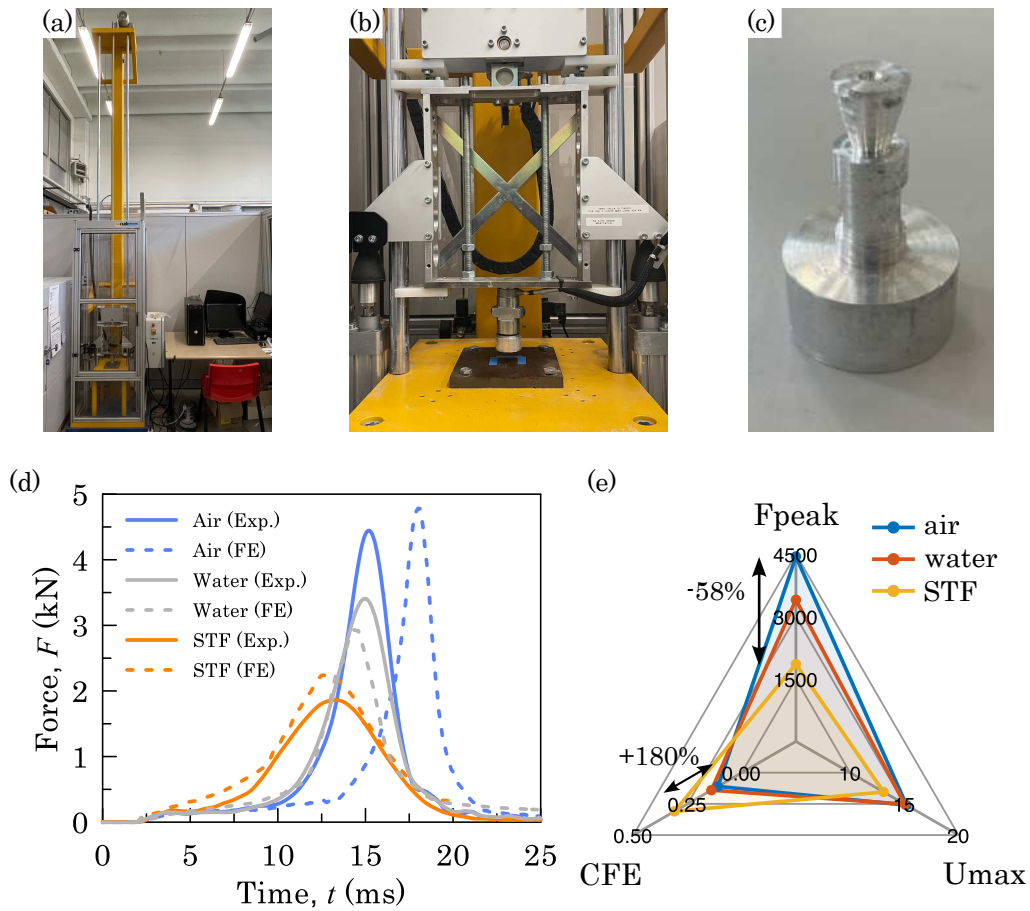 (a)
(b)
(c)
(d)
5
4
3
2
1
0
Force, F (kN)
Air (Exp.)
Air (FE)
Water (Exp.)
Water (FE)
STF (Exp.)
STF (FE)
0 5 10 15 20 25
Time, t (ms)
(e)
Fpeak
air
water
STF
4500
-58%
3000
1500
+180%
0.00 10
0.25 15
0.50 20
CFE Umax